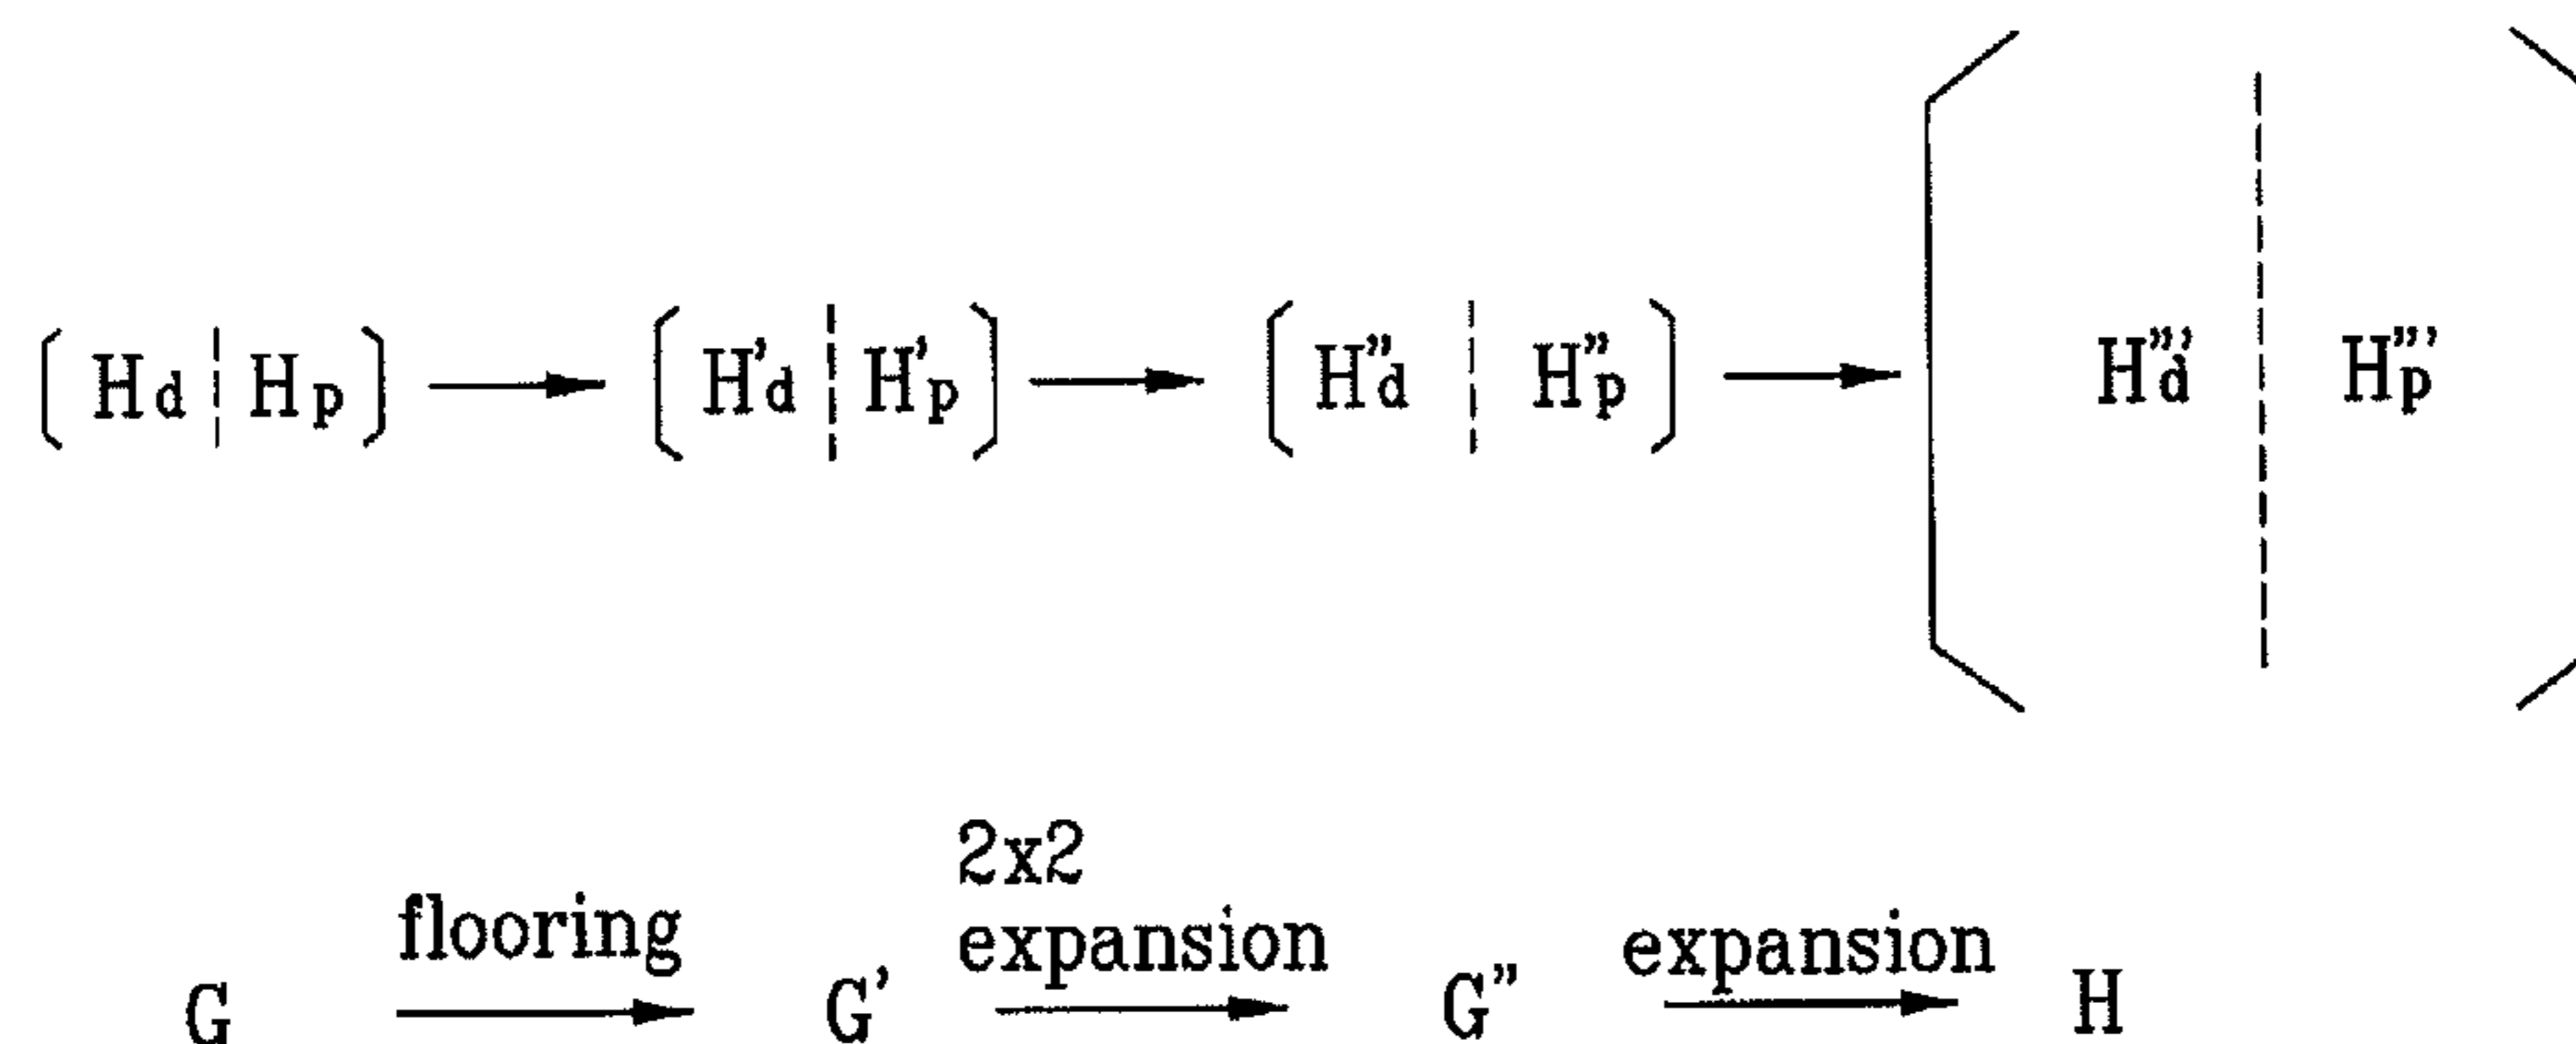 [ Hd ¦ Hp ] → [ H'd ¦ H'p ] → [ H"d ¦ H"p ] → [ H"'d ¦ H"'p ]
2x2
flooring expansion expansion
G → G' → G" → H